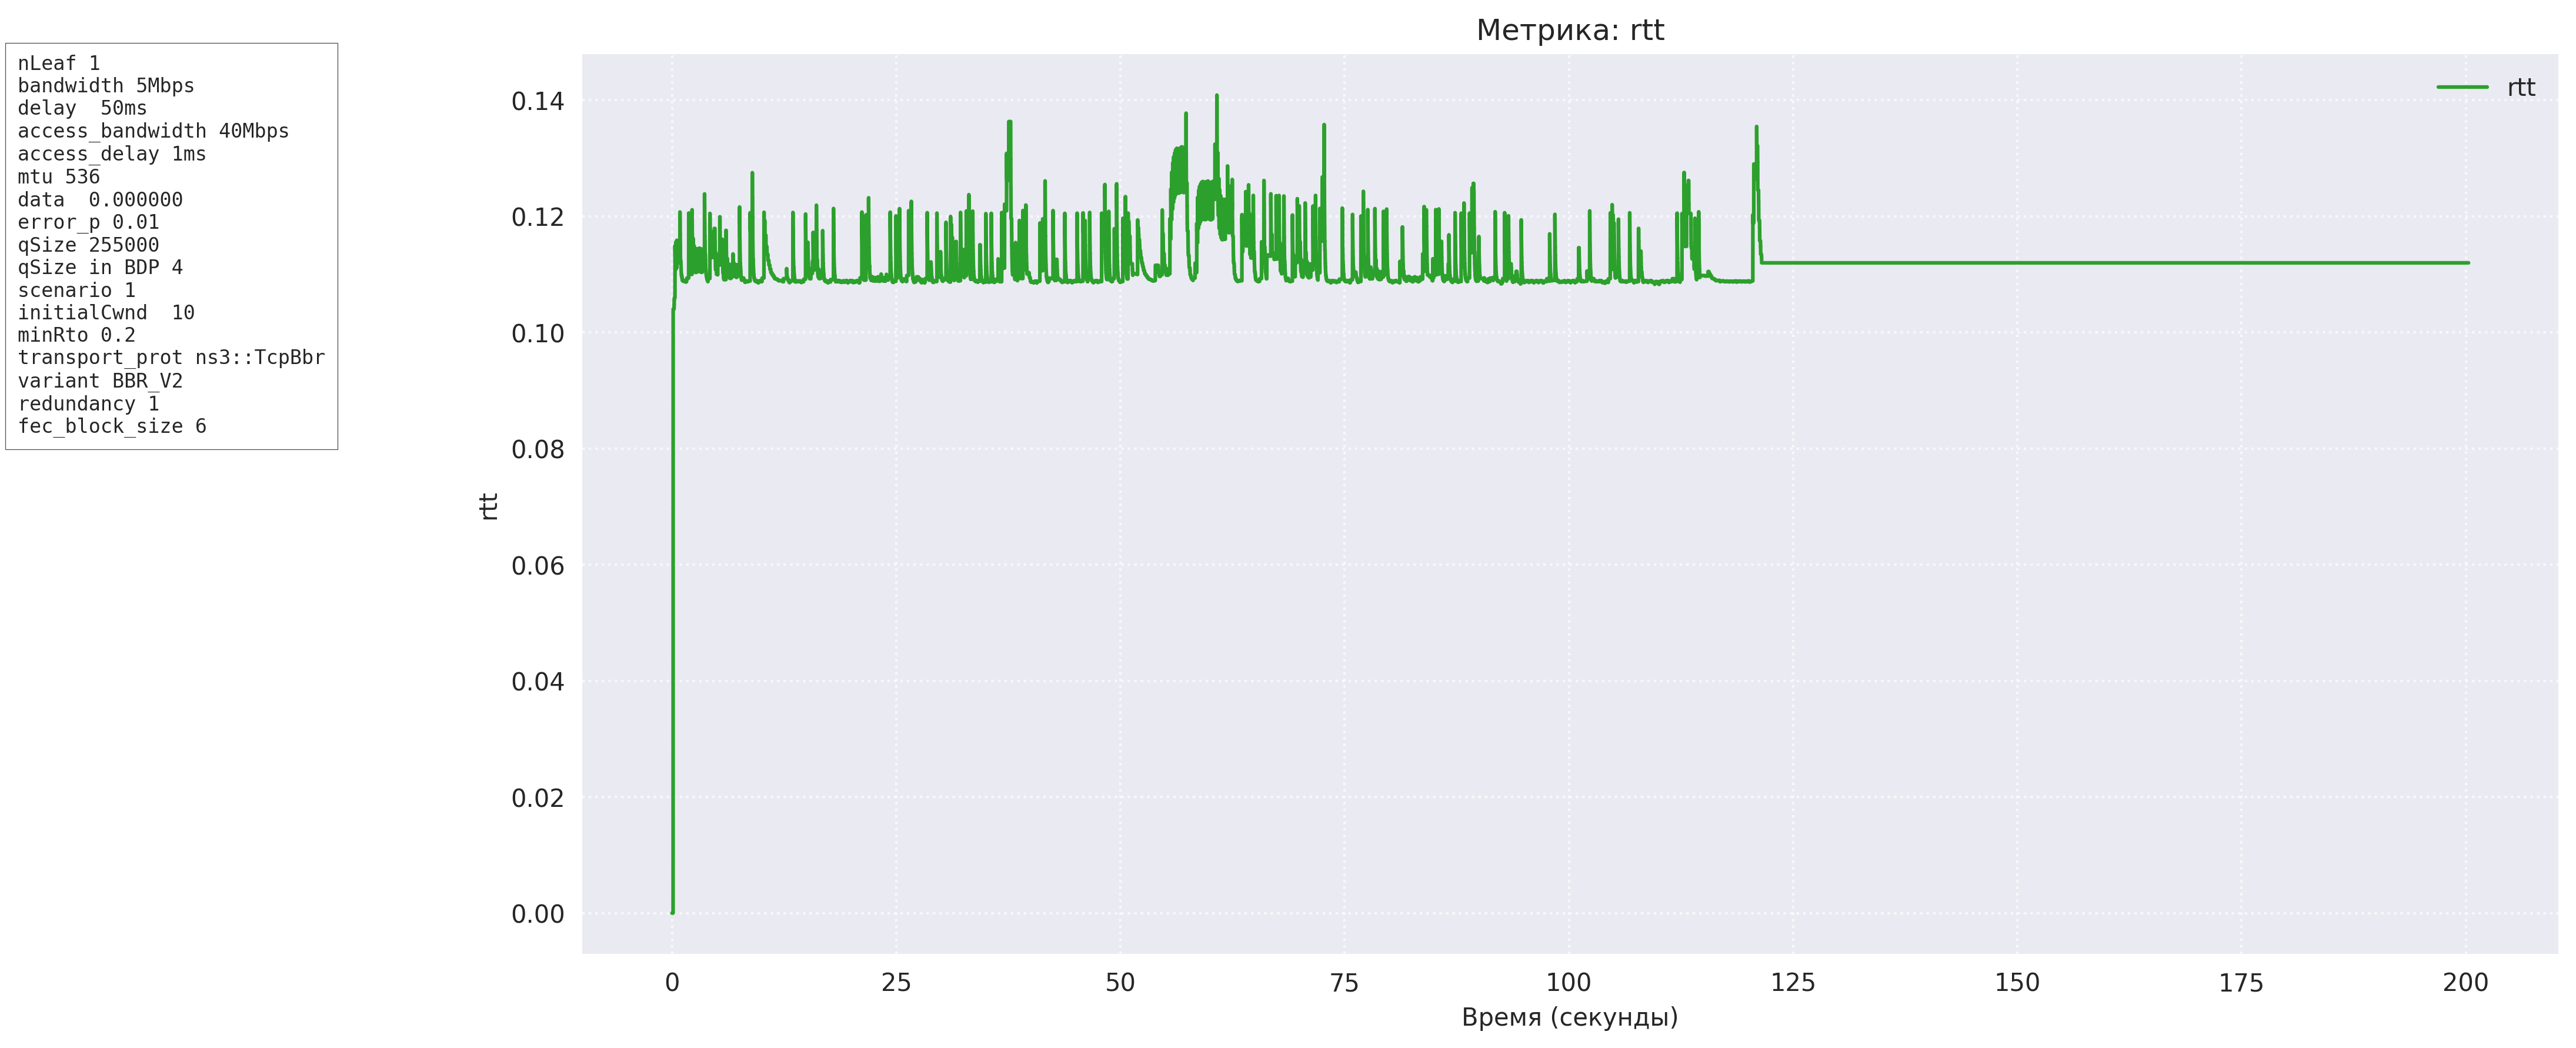 Метрика: rtt
nLeaf 1
bandwidth 5Mbps
delay  50ms
access_bandwidth 40Mbps
access_delay 1ms
mtu 536
data  0.000000
error_p 0.01
qSize 255000
qSize in BDP 4
scenario 1
initialCwnd  10
minRto 0.2
transport_prot ns3::TcpBbr
variant BBR_V2
redundancy 1
fec_block_size 6
rtt
0.14
0.12
0.10
0.08
0.06
0.04
0.02
0.00
rtt
0 25 50 75 100 125 150 175 200
Время (секунды)